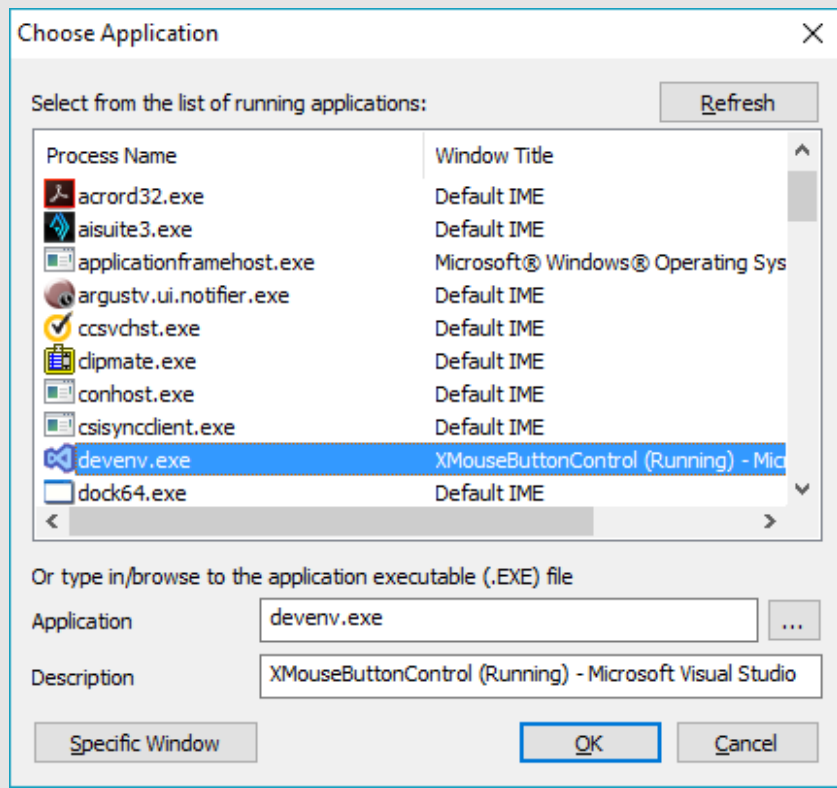 Choose Application
Select from the list of running applications: Refresh
Process Name Window Title
acrord32.exe Default IME
aisuite3.exe Default IME
applicationframehost.exe Microsoft® Windows® Operating Sys
argustv.ui.notifier.exe Default IME
ccsvchst.exe Default IME
clipmate.exe Default IME
conhost.exe Default IME
csisyncclient.exe Default IME
devenv.exe XMouseButtonControl (Running) - Mic
dock64.exe Default IME
Or type in/browse to the application executable (.EXE) file
Application devenv.exe ...
Description XMouseButtonControl (Running) - Microsoft Visual Studio
Specific Window OK Cancel